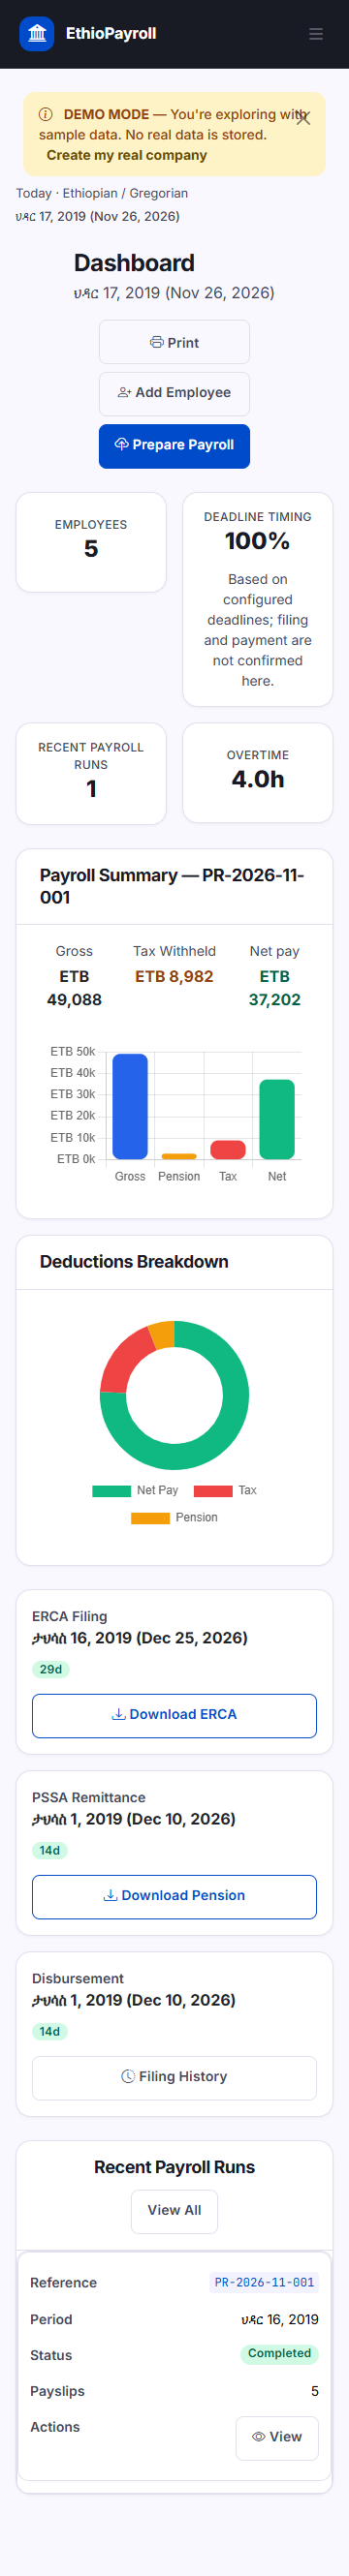 EthioPayroll
DEMO MODE — You're exploring with
sample data. No real data is stored.
Create my real company
Today · Ethiopian / Gregorian
ህዳር 17, 2019 (Nov 26, 2026)
Dashboard
ህዳር 17, 2019 (Nov 26, 2026)
Print
Add Employee
Prepare Payroll
EMPLOYEES
5
DEADLINE TIMING
100%
Based on
configured
deadlines; filing
and payment are
not confirmed
here.
RECENT PAYROLL
RUNS
1
OVERTIME
4.0h
Payroll Summary — PR-2026-11-
001
Gross
ETB
49,088
Tax Withheld
ETB 8,982
Net pay
ETB
37,202
ETB 50k
ETB 40k
ETB 30k
ETB 20k
ETB 10k
ETB 0k
Gross Pension Tax Net
Deductions Breakdown
Net Pay Tax
Pension
ERCA Filing
ታህሳስ 16, 2019 (Dec 25, 2026)
29d
Download ERCA
PSSA Remittance
ታህሳስ 1, 2019 (Dec 10, 2026)
14d
Download Pension
Disbursement
ታህሳስ 1, 2019 (Dec 10, 2026)
14d
Filing History
Recent Payroll Runs
View All
Reference PR-2026-11-001
Period ህዳር 16, 2019
Status Completed
Payslips 5
Actions View